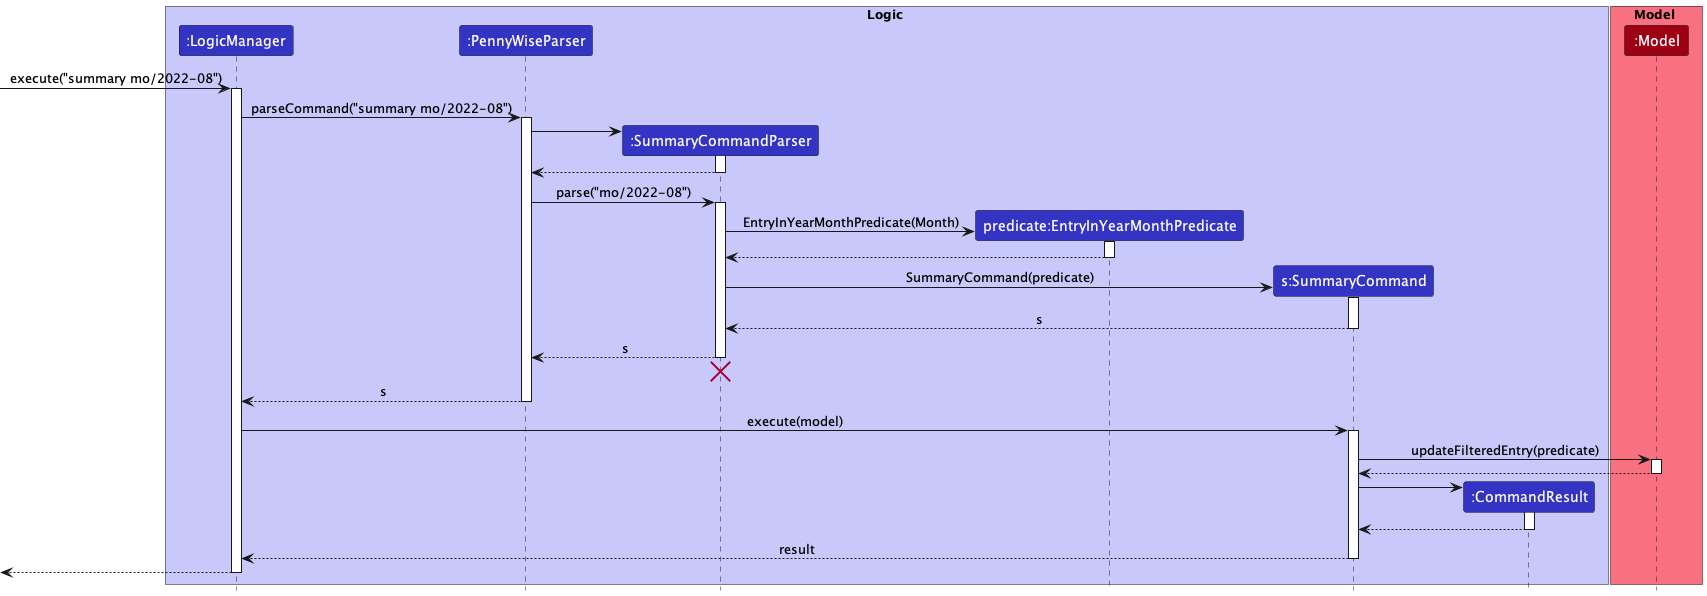 Logic
Model
:LogicManager
:PennyWiseParser
:Model
execute("summary mo/2022-08")
parseCommand("summary mo/2022-08")
:SummaryCommandParser
parse("mo/2022-08")
EntryInYearMonthPredicate(Month)
predicate:EntryInYearMonthPredicate
SummaryCommand(predicate)
s:SummaryCommand
s
s
s
execute(model)
updateFilteredEntry(predicate)
:CommandResult
result